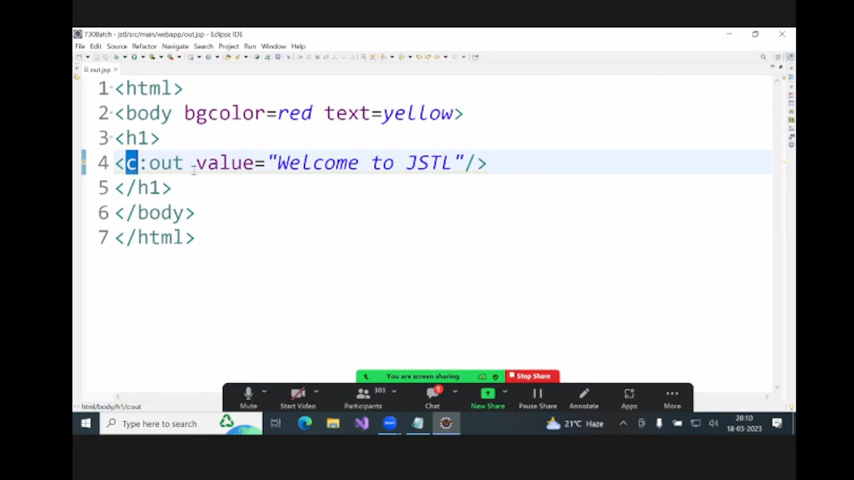 730Batch - jstl/src/main/webapp/out.jsp - Eclipse IDE
File Edit Source Refactor Navigate Search Project Run Window Help
out.jsp
1 <html>
2 <body bgcolor=red text=yellow>
3 <h1>
4 <c:out value="Welcome to JSTL"/>
5 </h1>
6 </body>
7 </html>
You are screen sharing Stop Share
303
Mute Start Video Participants Chat New Share Pause Share Annotate Apps More
html/body/h1/c:out
Type here to search 21°C Haze 20:10
18-03-2023